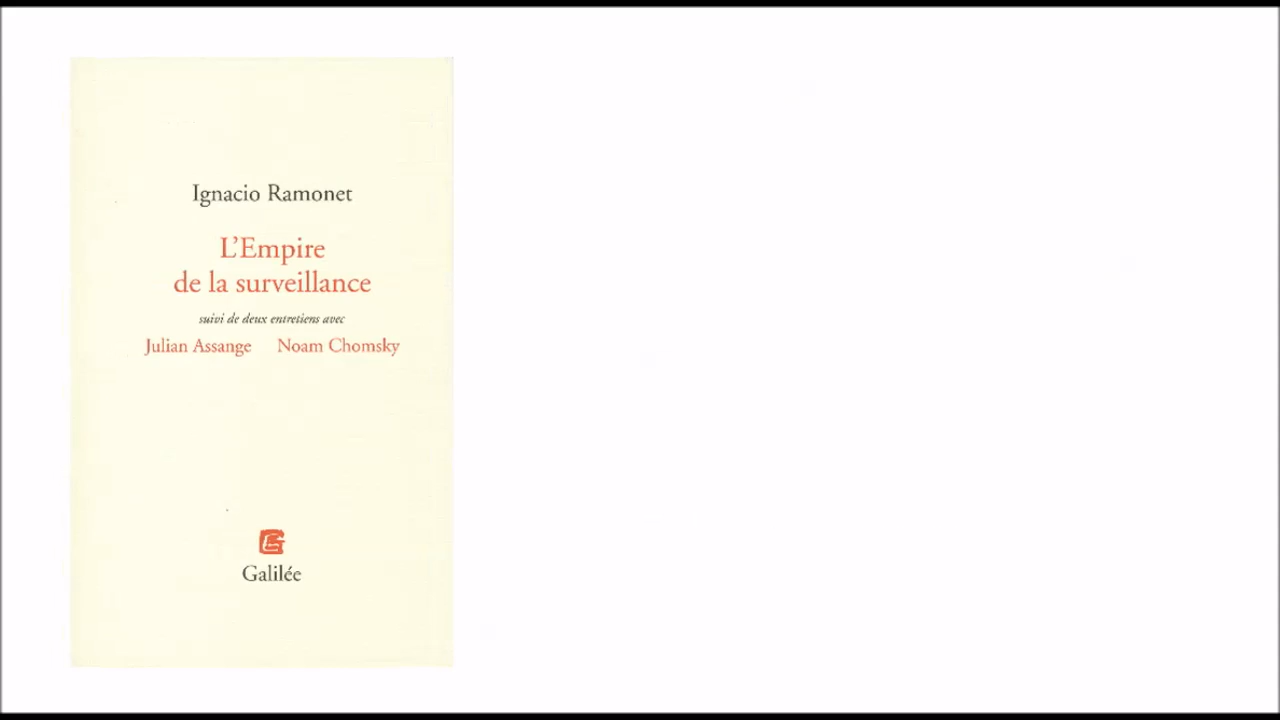 Ignacio Ramonet
L'Empire
de la surveillance
suivi de deux entretiens avec
Julian Assange Noam Chomsky
Galilée